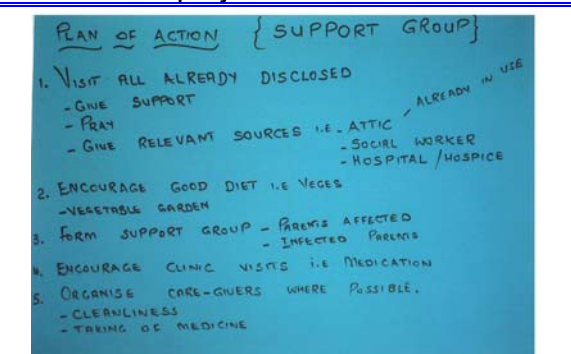 PLAN OF ACTION { SUPPORT GROUP}
1. VISIT ALL ALREADY DISCLOSED
- GIVE SUPPORT
- PRAY
- GIVE RELEVANT SOURCES i.e - ATTIC , ALREADY IN USE
- SOCIAL WORKER
- HOSPITAL / HOSPICE
2. ENCOURAGE GOOD DIET i.e VEGES
- VEGETABLE GARDEN
3. FORM SUPPORT GROUP - PARENTS AFFECTED
- INFECTED PARENTS
4. ENCOURAGE CLINIC VISITS i.e MEDICATION
5. ORGANISE CARE-GIVERS WHERE POSSIBLE.
- CLEANLINESS
- TAKING OF MEDICINE